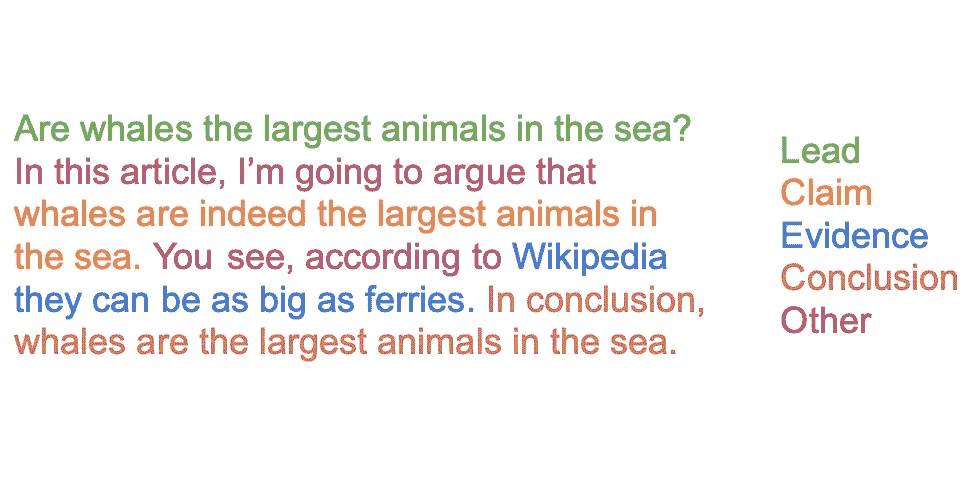 Are whales the largest animals in the sea?
In this article, I'm going to argue that
whales are indeed the largest animals in
the sea. You see, according to Wikipedia
they can be as big as ferries. In conclusion,
whales are the largest animals in the sea.
Lead
Claim
Evidence
Conclusion
Other